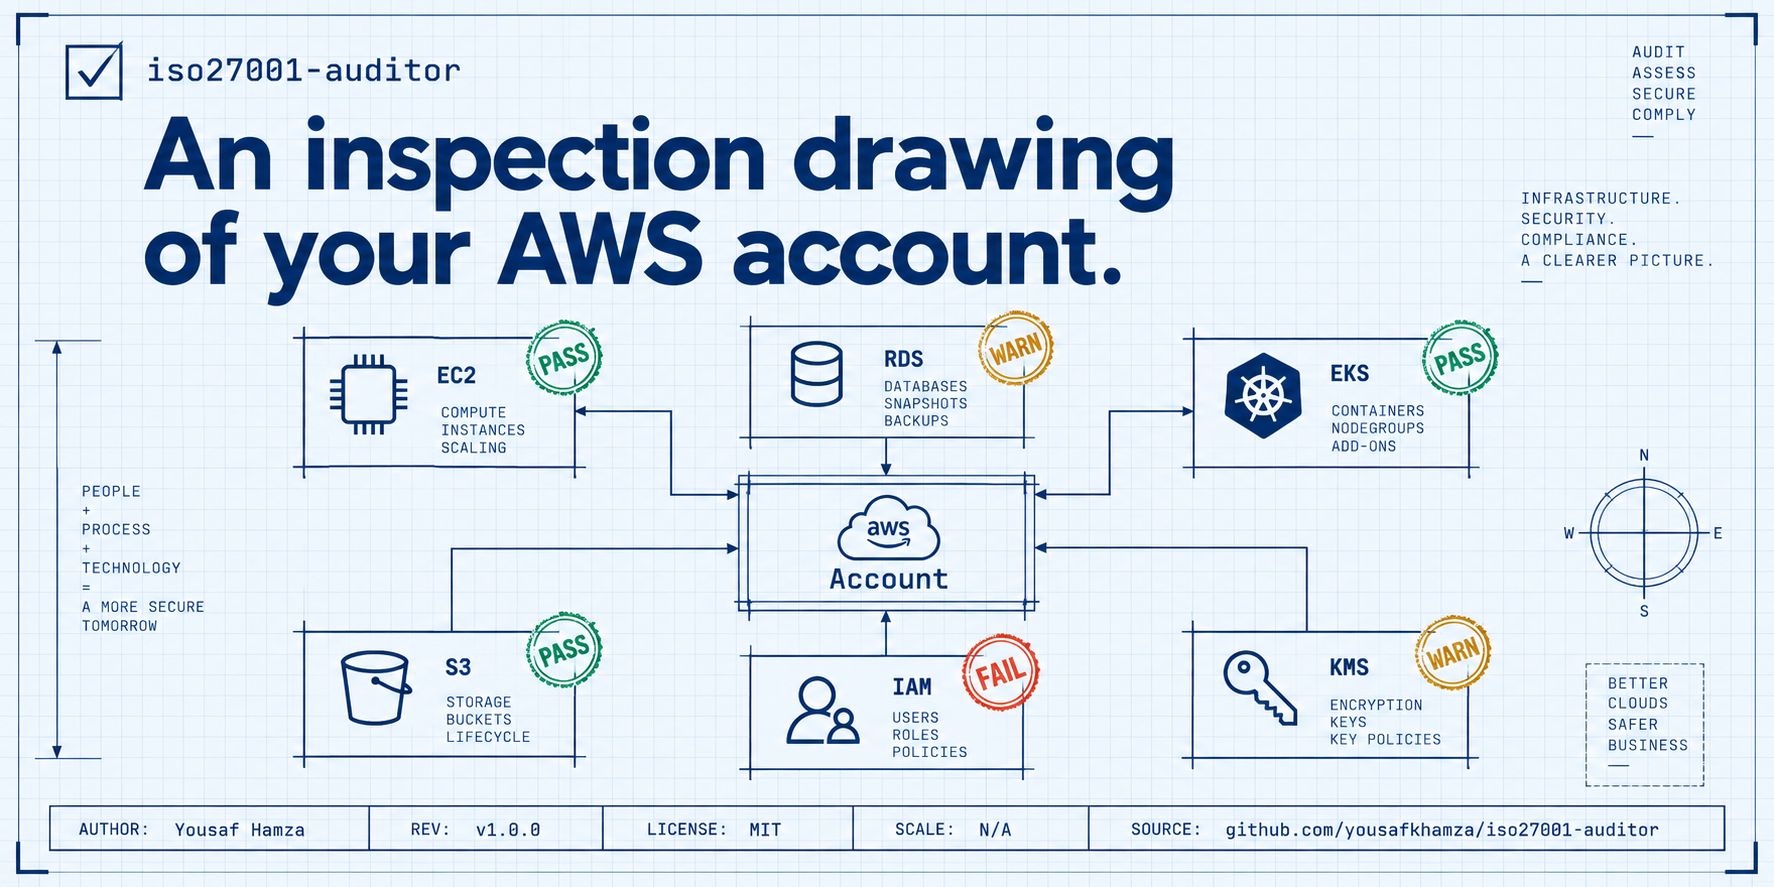 iso27001-auditor
An inspection drawing
of your AWS account.
AUDIT
ASSESS
SECURE
COMPLY
INFRASTRUCTURE.
SECURITY.
COMPLIANCE.
A CLEARER PICTURE.
EC2
COMPUTE
INSTANCES
SCALING
PASS
RDS
DATABASES
SNAPSHOTS
BACKUPS
WARN
EKS
CONTAINERS
NODEGROUPS
ADD-ONS
PASS
PEOPLE
+
PROCESS
+
TECHNOLOGY
=
A MORE SECURE
TOMORROW
aws
Account
N
W
E
S
S3
STORAGE
BUCKETS
LIFECYCLE
PASS
IAM
USERS
ROLES
POLICIES
FAIL
KMS
ENCRYPTION
KEYS
KEY POLICIES
WARN
BETTER
CLOUDS
SAFER
BUSINESS
AUTHOR: Yousaf Hamza
REV: v1.0.0
LICENSE: MIT
SCALE: N/A
SOURCE: github.com/yousafkhamza/iso27001-auditor